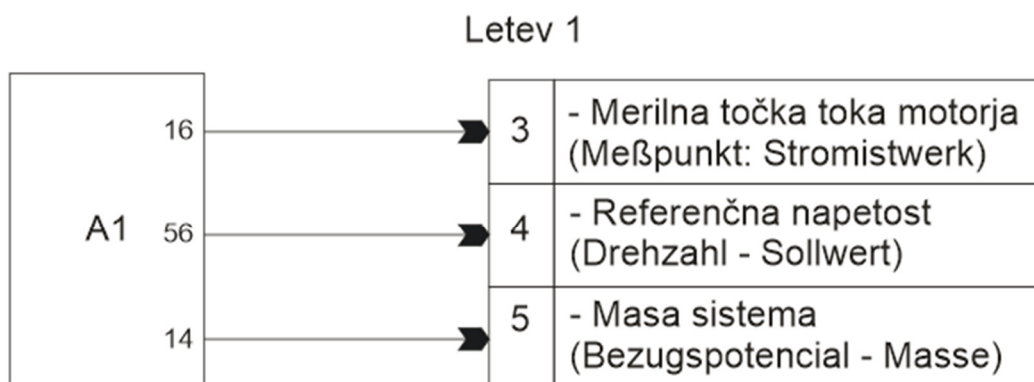 Letev 1
16
3
- Merilna točka toka motorja
(Meßpunkt: Stromistwerk)
A1
56
4
- Referenčna napetost
(Drehzahl - Sollwert)
14
5
- Masa sistema
(Bezugspotencial - Masse)